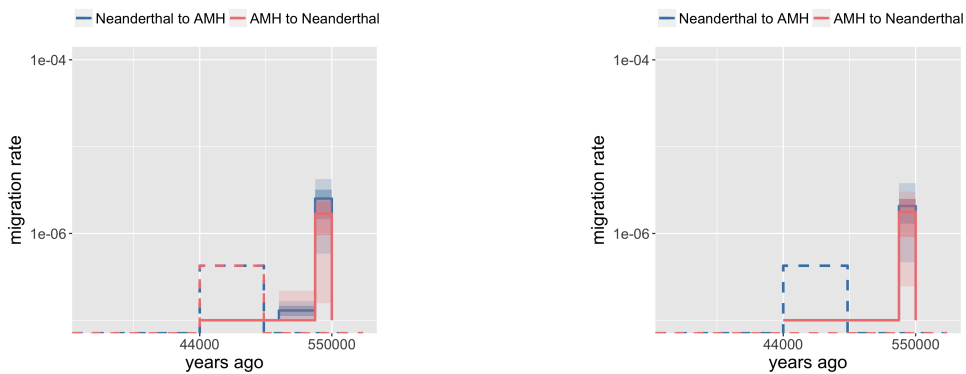 Neanderthal to AMH AMH to Neanderthal
1e-04
migration rate
1e-06
44000 550000
years ago
Neanderthal to AMH AMH to Neanderthal
1e-04
migration rate
1e-06
44000 550000
years ago